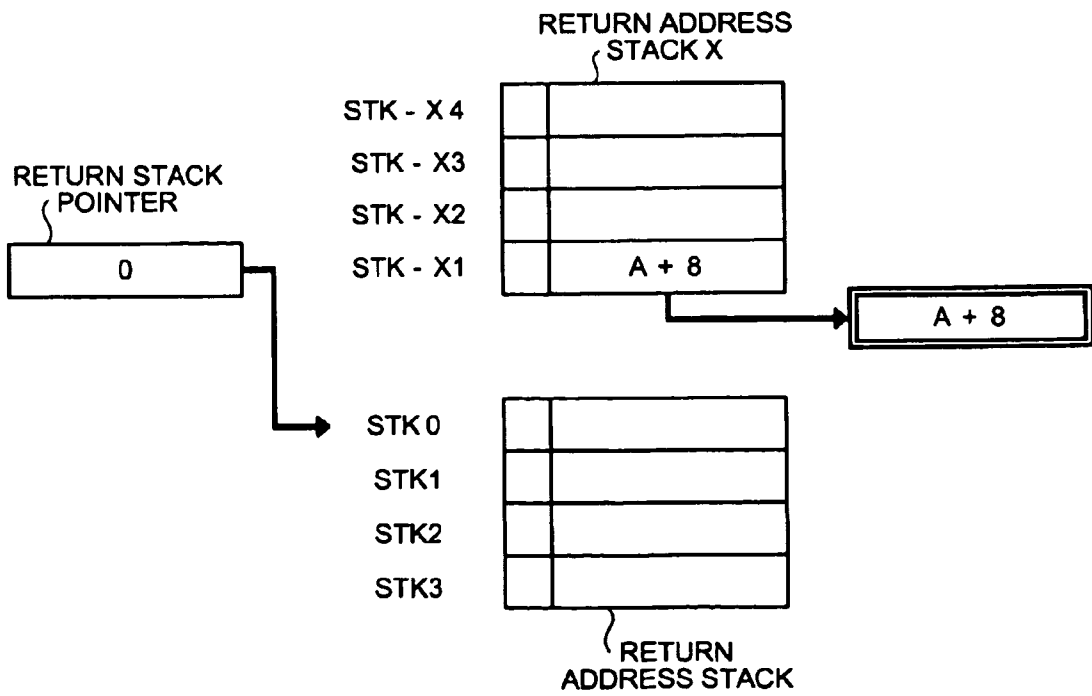 RETURN ADDRESS
STACK X
STK - X4
STK - X3
RETURN STACK
POINTER
STK - X2
0
STK - X1
A + 8
A + 8
STK 0
STK1
STK2
STK3
RETURN
ADDRESS STACK